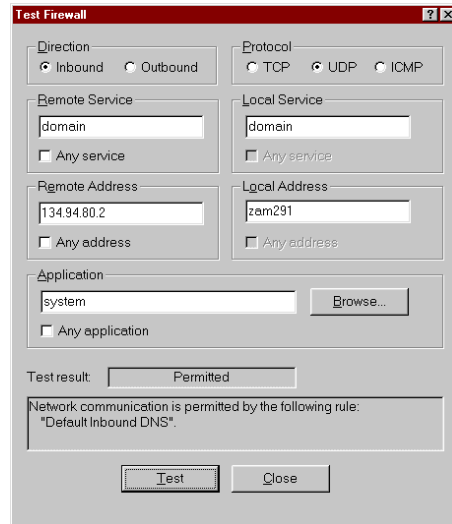 Test Firewall
Direction
Inbound Outbound
Protocol
TCP UDP ICMP
Remote Service
domain
Any service
Local Service
domain
Any service
Remote Address
134.94.80.2
Any address
Local Address
zam291
Any address
Application
system
Browse...
Any application
Test result: Permitted
Network communication is permitted by the following rule:
"Default Inbound DNS".
Test Close